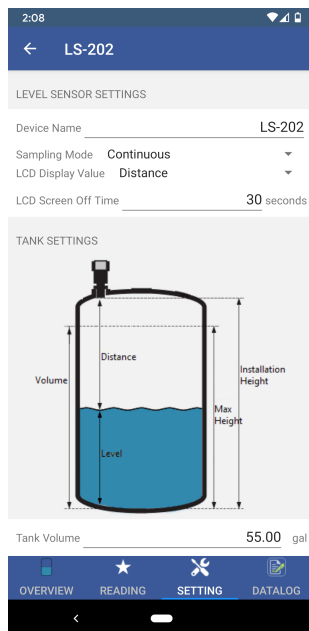 2:08
LS-202
LEVEL SENSOR SETTINGS
Device Name LS-202
Sampling Mode Continuous
LCD Display Value Distance
LCD Screen Off Time 30 seconds
TANK SETTINGS
Distance
Installation
Height
Volume
Max
Height
Level
Tank Volume 55.00 gal
OVERVIEW READING SETTING DATALOG